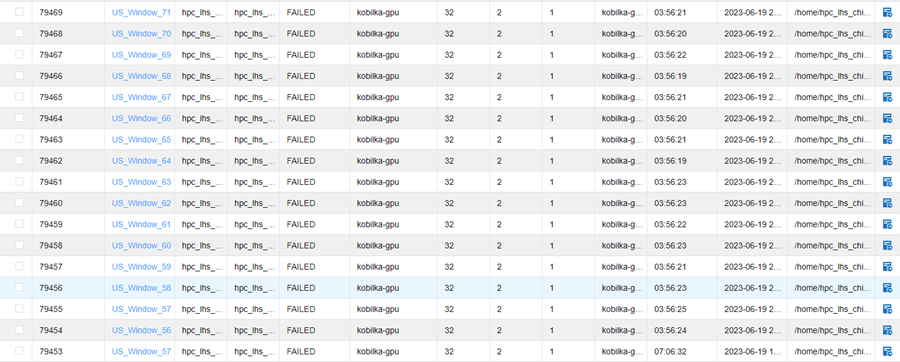 79469 US_Window_71 hpc_lhs_... hpc_lhs_... FAILED kobilka-gpu 32 2 1 kobilka-g... 03:56:21 2023-06-19 2... /home/hpc_lhs_chi...
79468 US_Window_70 hpc_lhs_... hpc_lhs_... FAILED kobilka-gpu 32 2 1 kobilka-g... 03:56:20 2023-06-19 2... /home/hpc_lhs_chi...
79467 US_Window_69 hpc_lhs_... hpc_lhs_... FAILED kobilka-gpu 32 2 1 kobilka-g... 03:56:22 2023-06-19 2... /home/hpc_lhs_chi...
79466 US_Window_68 hpc_lhs_... hpc_lhs_... FAILED kobilka-gpu 32 2 1 kobilka-g... 03:56:19 2023-06-19 2... /home/hpc_lhs_chi...
79465 US_Window_67 hpc_lhs_... hpc_lhs_... FAILED kobilka-gpu 32 2 1 kobilka-g... 03:56:21 2023-06-19 2... /home/hpc_lhs_chi...
79464 US_Window_66 hpc_lhs_... hpc_lhs_... FAILED kobilka-gpu 32 2 1 kobilka-g... 03:56:20 2023-06-19 2... /home/hpc_lhs_chi...
79463 US_Window_65 hpc_lhs_... hpc_lhs_... FAILED kobilka-gpu 32 2 1 kobilka-g... 03:56:21 2023-06-19 2... /home/hpc_lhs_chi...
79462 US_Window_64 hpc_lhs_... hpc_lhs_... FAILED kobilka-gpu 32 2 1 kobilka-g... 03:56:19 2023-06-19 2... /home/hpc_lhs_chi...
79461 US_Window_63 hpc_lhs_... hpc_lhs_... FAILED kobilka-gpu 32 2 1 kobilka-g... 03:56:23 2023-06-19 2... /home/hpc_lhs_chi...
79460 US_Window_62 hpc_lhs_... hpc_lhs_... FAILED kobilka-gpu 32 2 1 kobilka-g... 03:56:23 2023-06-19 2... /home/hpc_lhs_chi...
79459 US_Window_61 hpc_lhs_... hpc_lhs_... FAILED kobilka-gpu 32 2 1 kobilka-g... 03:56:22 2023-06-19 2... /home/hpc_lhs_chi...
79458 US_Window_60 hpc_lhs_... hpc_lhs_... FAILED kobilka-gpu 32 2 1 kobilka-g... 03:56:23 2023-06-19 2... /home/hpc_lhs_chi...
79457 US_Window_59 hpc_lhs_... hpc_lhs_... FAILED kobilka-gpu 32 2 1 kobilka-g... 03:56:21 2023-06-19 2... /home/hpc_lhs_chi...
79456 US_Window_58 hpc_lhs_... hpc_lhs_... FAILED kobilka-gpu 32 2 1 kobilka-g... 03:56:23 2023-06-19 2... /home/hpc_lhs_chi...
79455 US_Window_57 hpc_lhs_... hpc_lhs_... FAILED kobilka-gpu 32 2 1 kobilka-g... 03:56:25 2023-06-19 2... /home/hpc_lhs_chi...
79454 US_Window_56 hpc_lhs_... hpc_lhs_... FAILED kobilka-gpu 32 2 1 kobilka-g... 03:56:24 2023-06-19 2... /home/hpc_lhs_chi...
79453 US_Window_57 hpc_lhs_... hpc_lhs_... FAILED kobilka-gpu 32 2 1 kobilka-g... 07:06:32 2023-06-19 1... /home/hpc_lhs_chi...